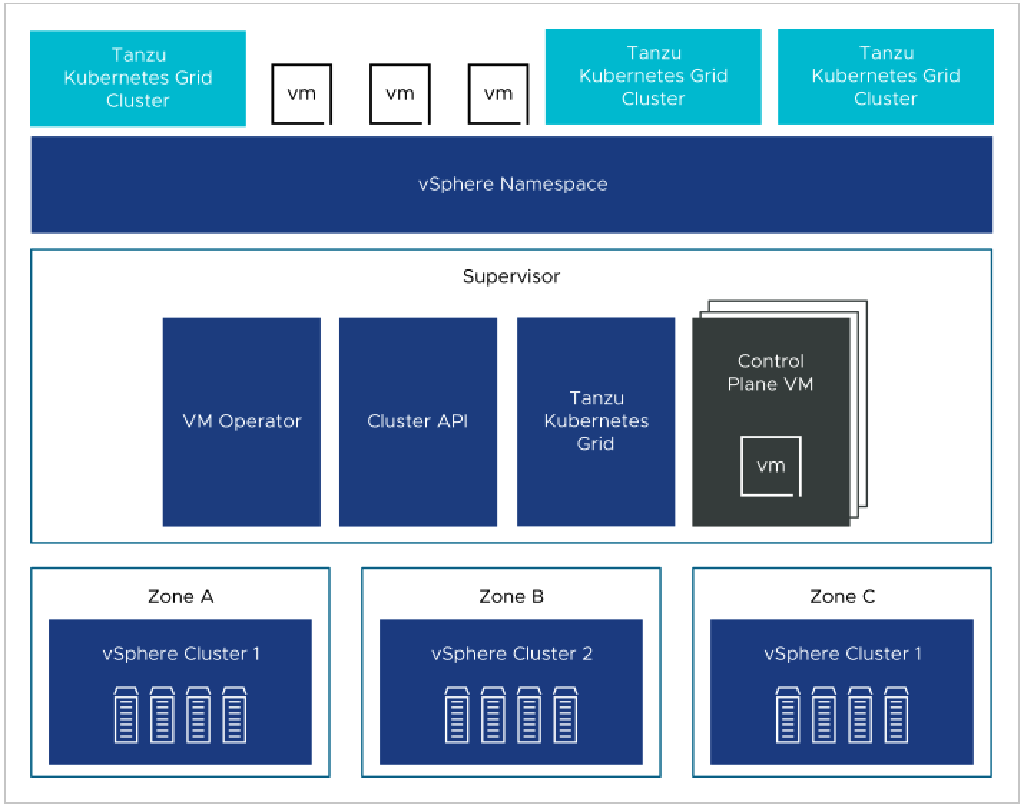 Tanzu
Kubernetes Grid
Cluster
vm
vm
vm
Tanzu
Kubernetes Grid
Cluster
Tanzu
Kubernetes Grid
Cluster
vSphere Namespace
Supervisor
VM Operator
Cluster API
Tanzu
Kubernetes
Grid
Control
Plane VM
vm
Zone A
vSphere Cluster 1
Zone B
vSphere Cluster 2
Zone C
vSphere Cluster 1